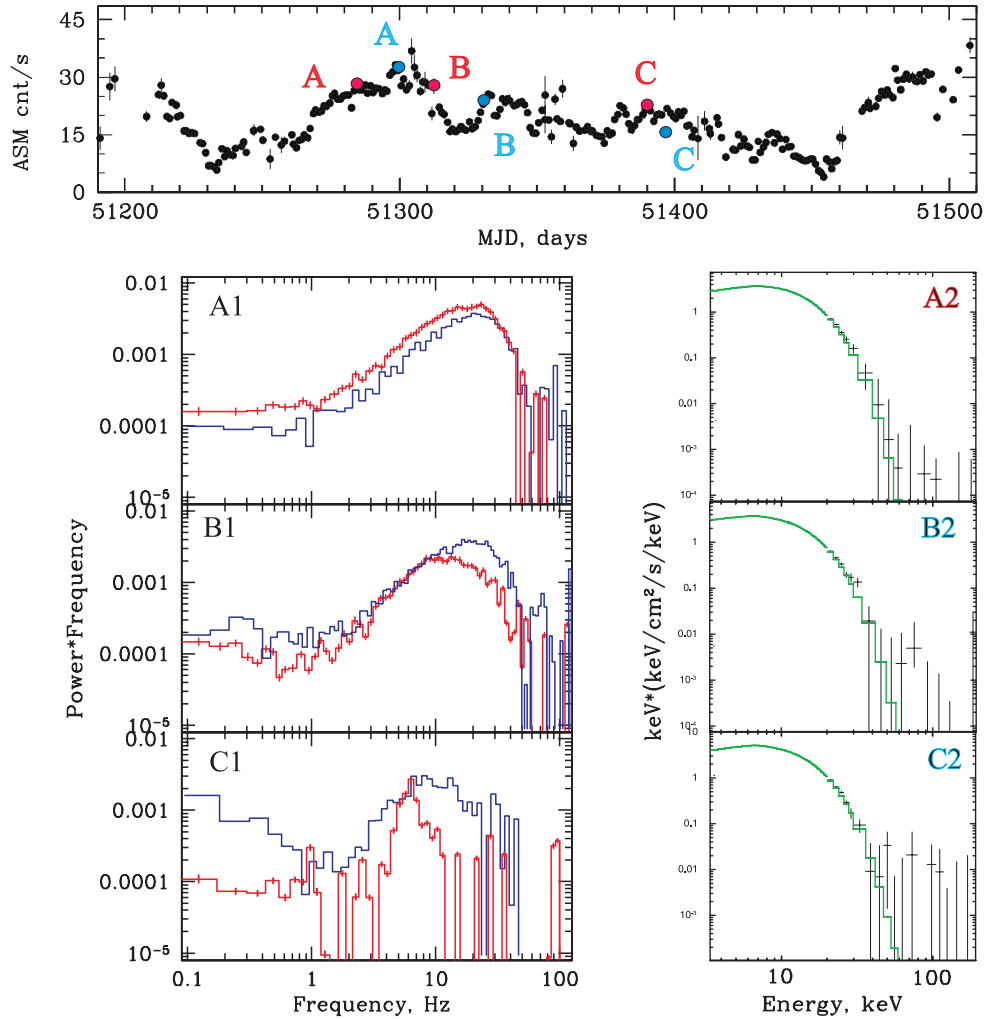 45
30
15
0
ASM cnt/s
A
A
B
B
C
C
51200
51300
51400
51500
MJD, days
0.01
0.001
0.0001
10⁻⁵
A1
0.01
0.001
0.0001
10⁻⁵
B1
0.01
0.001
0.0001
10⁻⁵
C1
Power*Frequency
0.1
1
10
100
Frequency, Hz
1
0.1
0.01
10⁻³
10⁻⁴
A2
1
0.1
0.01
10⁻³
10⁻⁴
B2
10
1
0.1
0.01
10⁻³
C2
keV*(keV/cm²/s/keV)
10
100
Energy, keV